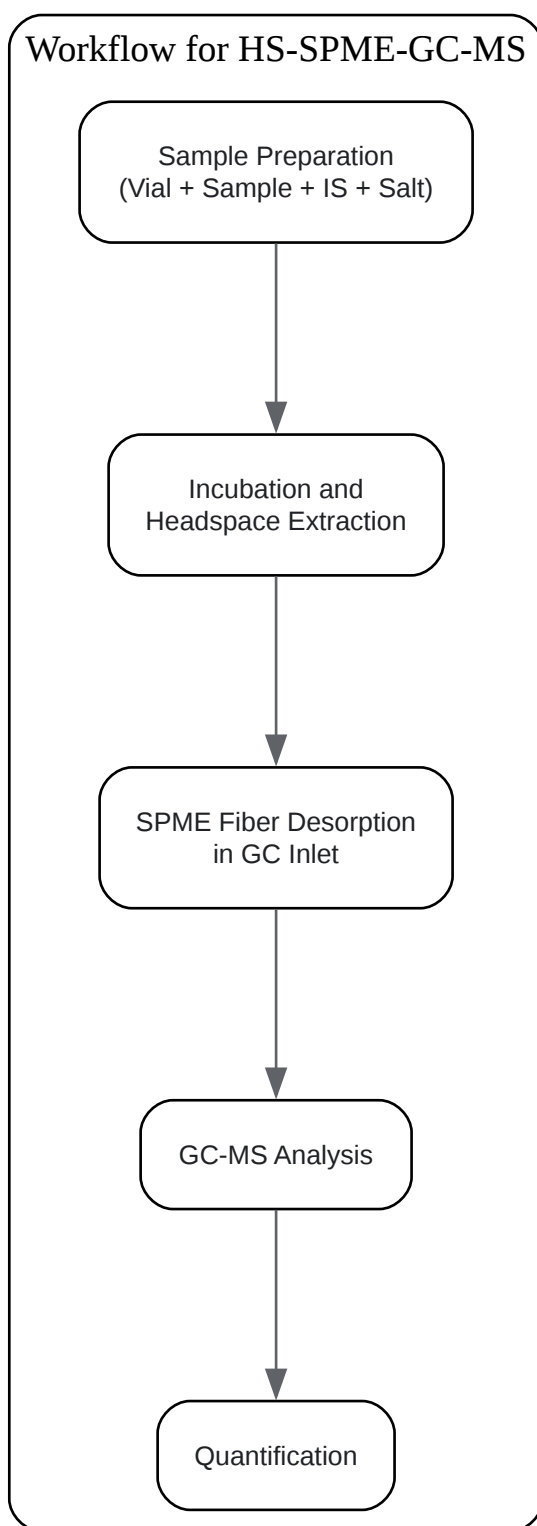 Workflow for HS-SPME-GC-MS
Sample Preparation
(Vial + Sample + IS + Salt)
Incubation and
Headspace Extraction
SPME Fiber Desorption
in GC Inlet
GC-MS Analysis
Quantification